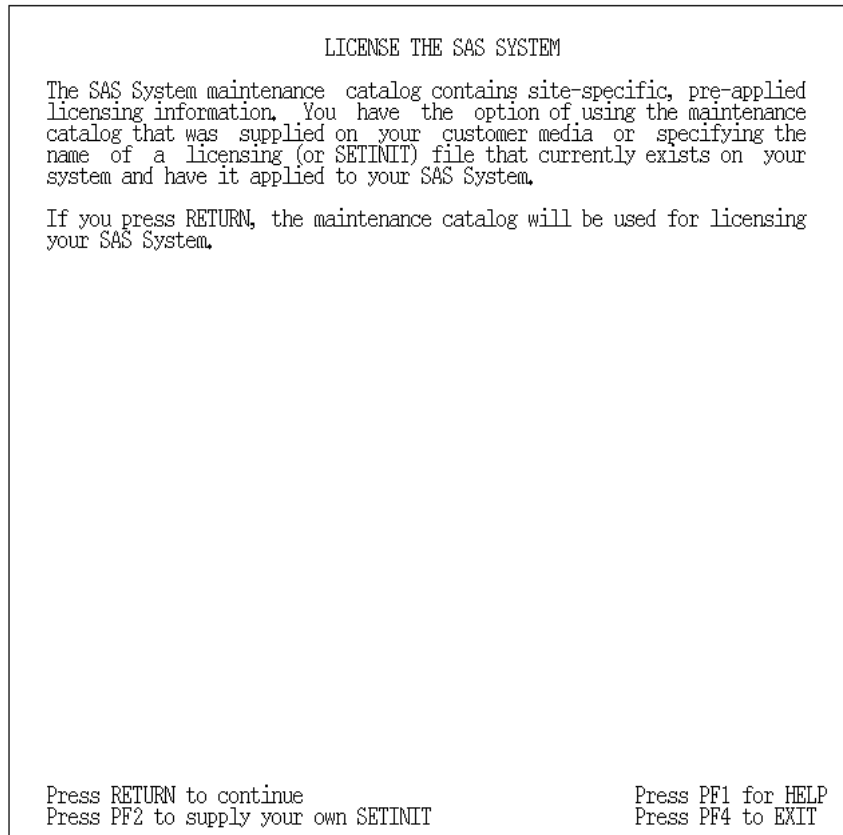 LICENSE THE SAS SYSTEM
The SAS System maintenance catalog contains site-specific, pre-applied
licensing information. You have the option of using the maintenance
catalog that was supplied on your customer media or specifying the
name of a licensing (or SETINIT) file that currently exists on your
system and have it applied to your SAS System.
If you press RETURN, the maintenance catalog will be used for licensing
your SAS System.
Press RETURN to continue Press PF1 for HELP
Press PF2 to supply your own SETINIT Press PF4 to EXIT